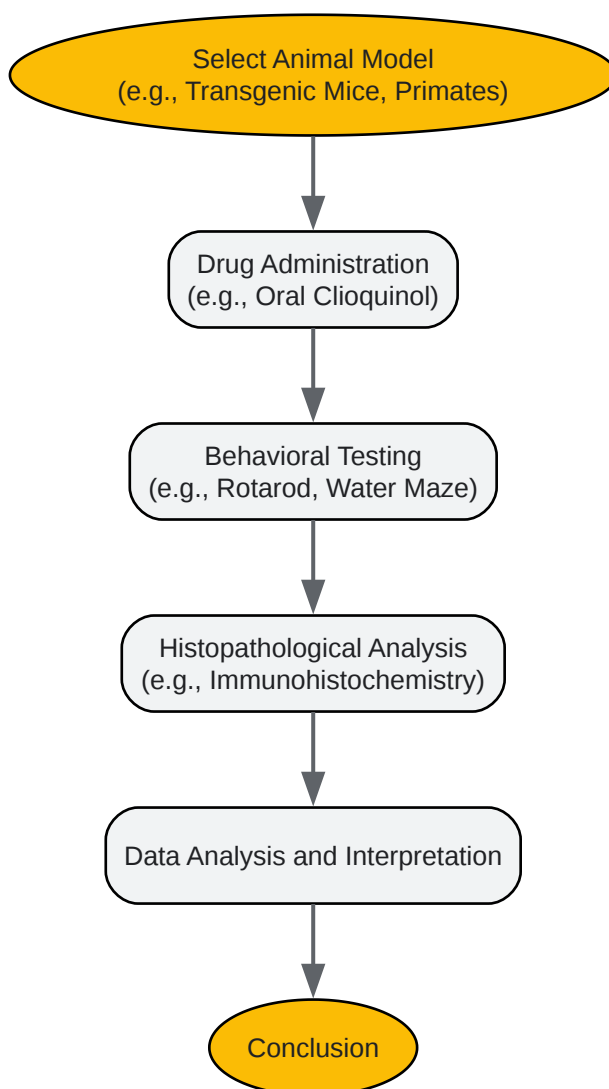 Select Animal Model
(e.g., Transgenic Mice, Primates)
Drug Administration
(e.g., Oral Clioquinol)
Behavioral Testing
(e.g., Rotarod, Water Maze)
Histopathological Analysis
(e.g., Immunohistochemistry)
Data Analysis and Interpretation
Conclusion